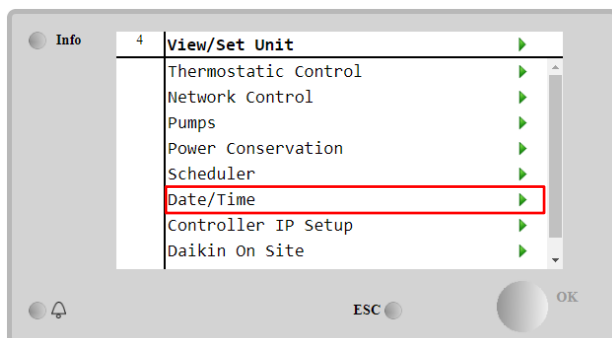 Info
4 View/Set Unit
Thermostatic Control
Network Control
Pumps
Power Conservation
Scheduler
Date/Time
Controller IP Setup
Daikin On Site
ESC
OK